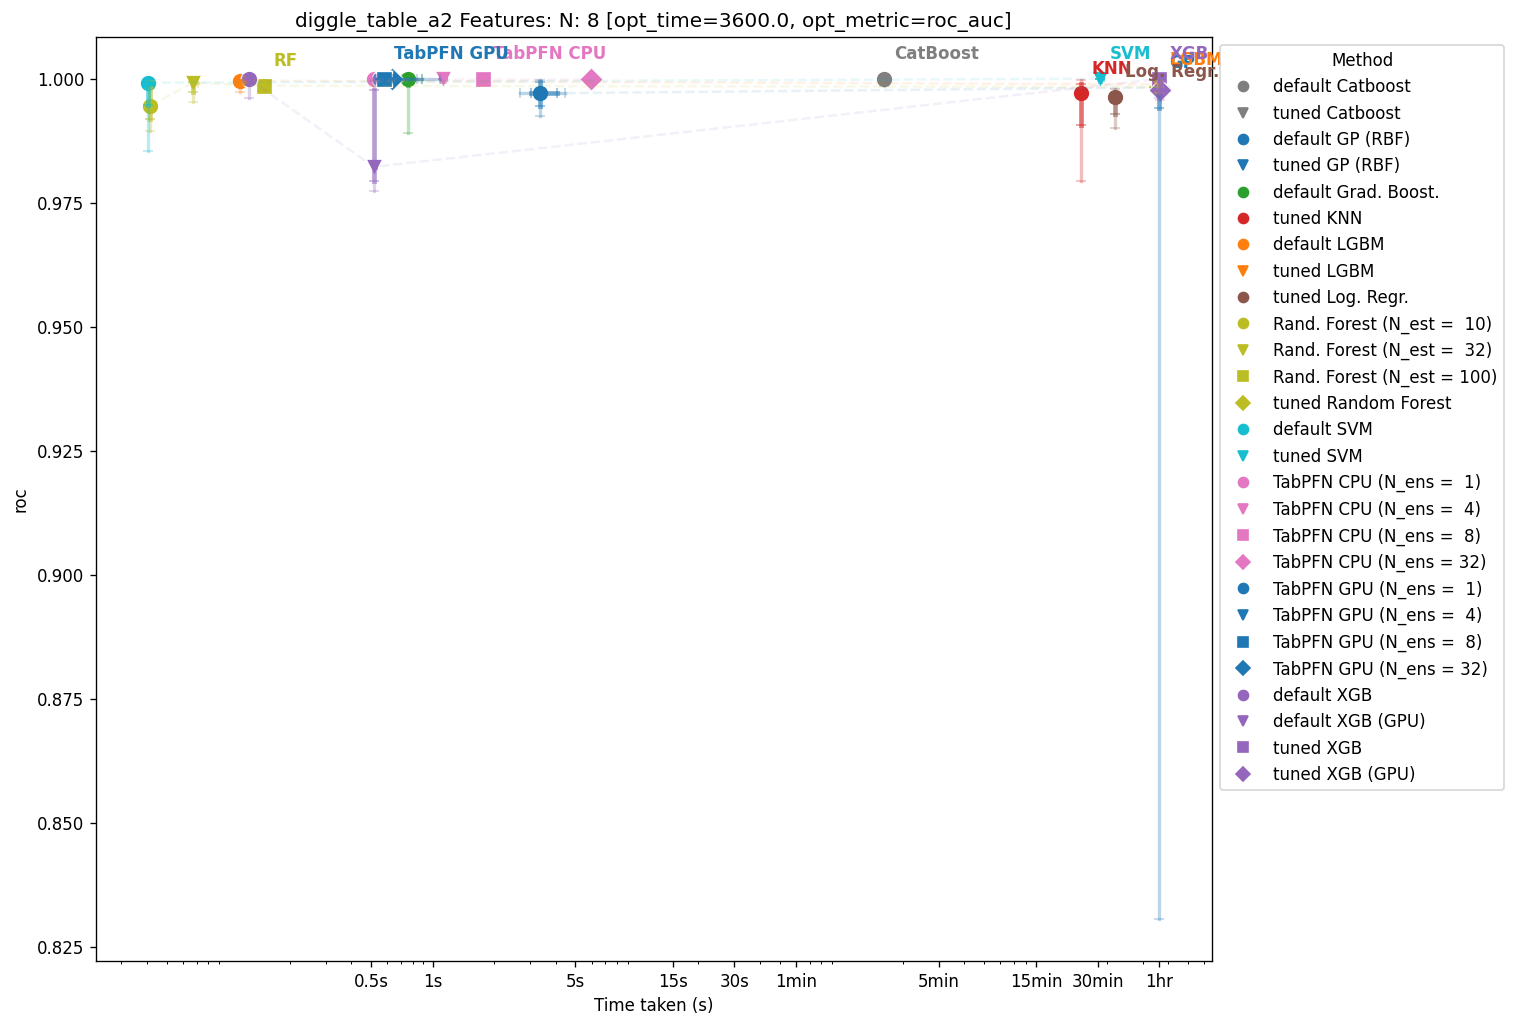 diggle_table_a2 Features: N: 8 [opt_time=3600.0, opt_metric=roc_auc]
RF
TabPFN GPU
TabPFN CPU
CatBoost
SVM
XGB
LGBM
KNN
Log. Regr.
1.000
0.975
0.950
0.925
0.900
0.875
0.850
0.825
roc
0.5s
1s
5s
15s
30s
1min
5min
15min
30min
1hr
Time taken (s)
Method
default Catboost
tuned Catboost
default GP (RBF)
tuned GP (RBF)
default Grad. Boost.
tuned KNN
default LGBM
tuned LGBM
tuned Log. Regr.
Rand. Forest (N_est =  10)
Rand. Forest (N_est =  32)
Rand. Forest (N_est = 100)
tuned Random Forest
default SVM
tuned SVM
TabPFN CPU (N_ens =  1)
TabPFN CPU (N_ens =  4)
TabPFN CPU (N_ens =  8)
TabPFN CPU (N_ens = 32)
TabPFN GPU (N_ens =  1)
TabPFN GPU (N_ens =  4)
TabPFN GPU (N_ens =  8)
TabPFN GPU (N_ens = 32)
default XGB
default XGB (GPU)
tuned XGB
tuned XGB (GPU)